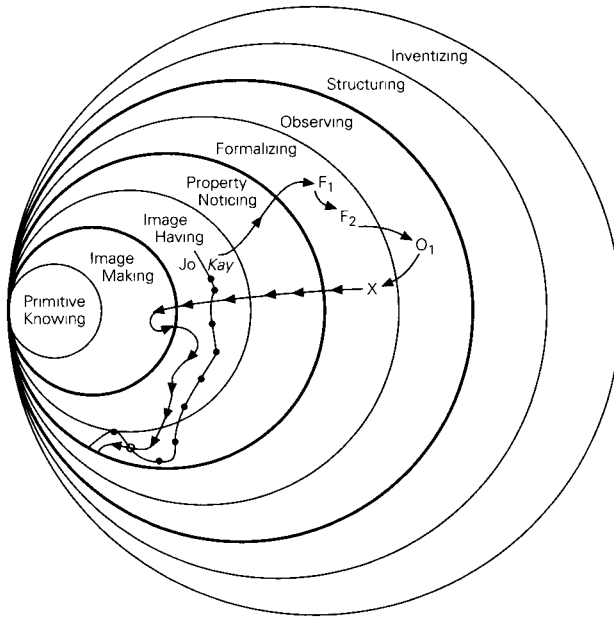 Inventizing
Structuring
Observing
Formalizing
Property
Noticing
F1
F2
Image
Having
O1
Jo Kay
Image
Making
X
Primitive
Knowing